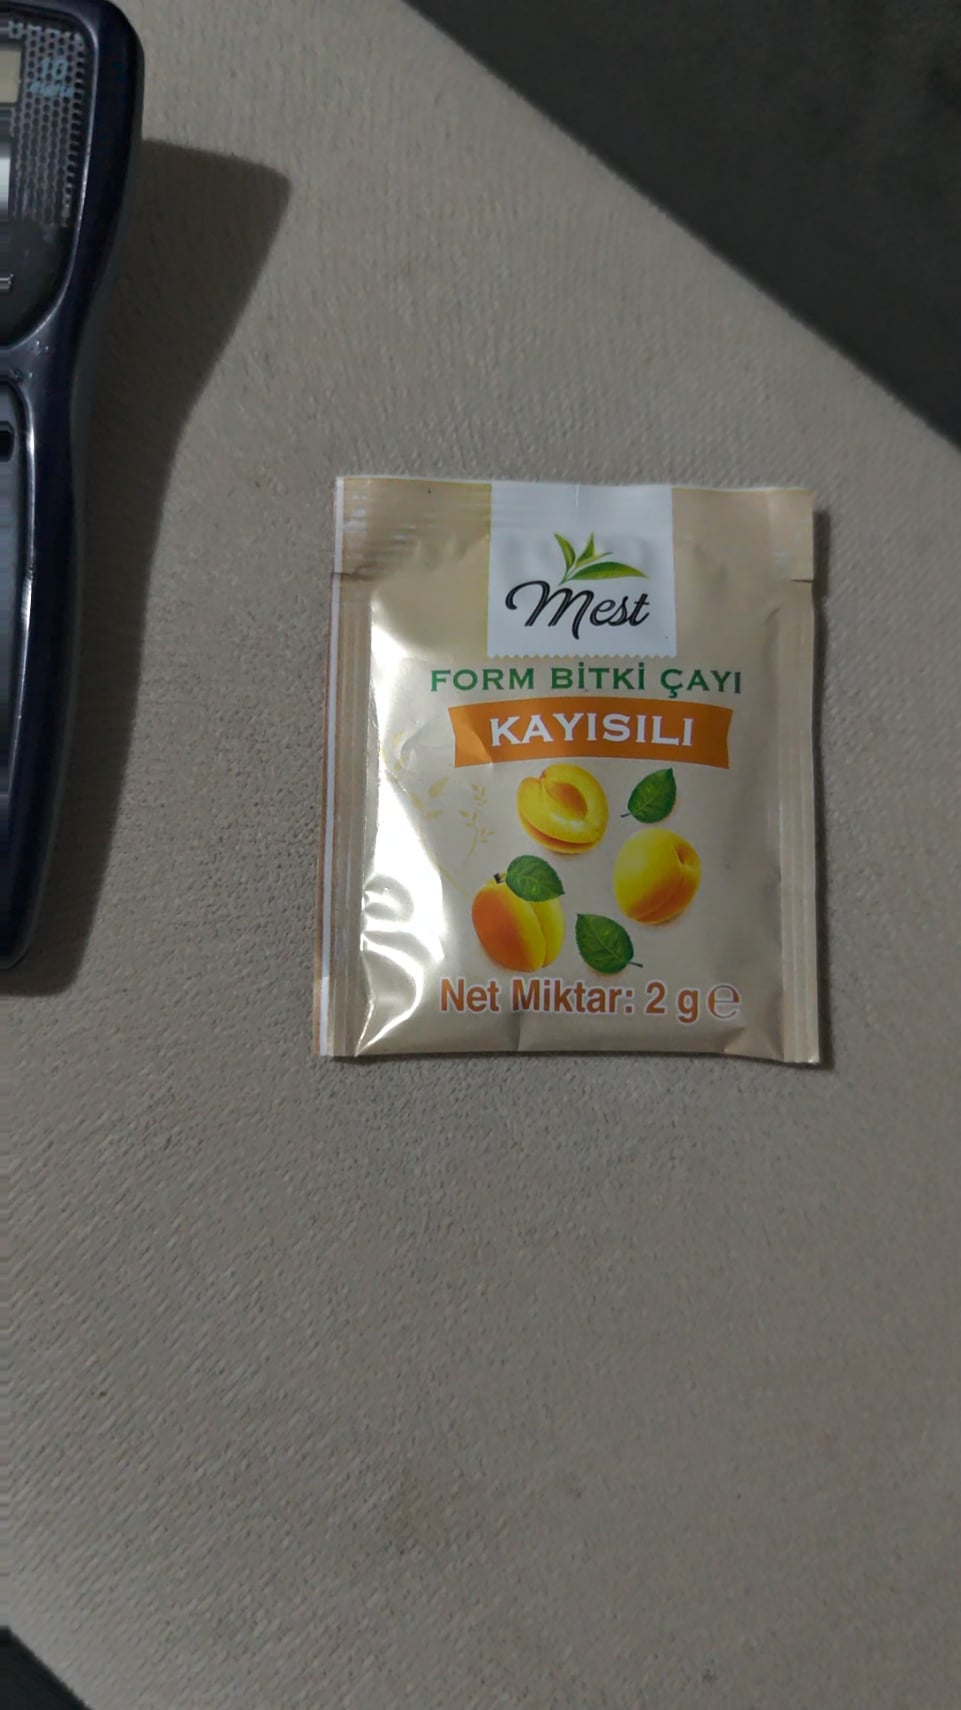 Mest
FORM BİTKİ ÇAYI
KAYISILI
Net Miktar: 2 g ℮